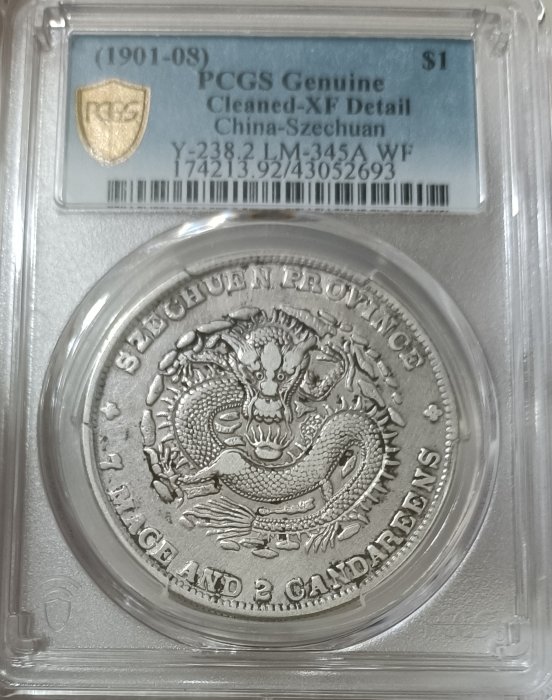 (1901-08) $1
PCGS Genuine
Cleaned-XF Detail
China-Szechuan
Y-238.2 LM-345A WF
174213.92/43052693
PCGS
SZECHUEN PROVINCE
7 MACE AND 2 CANDAREENS